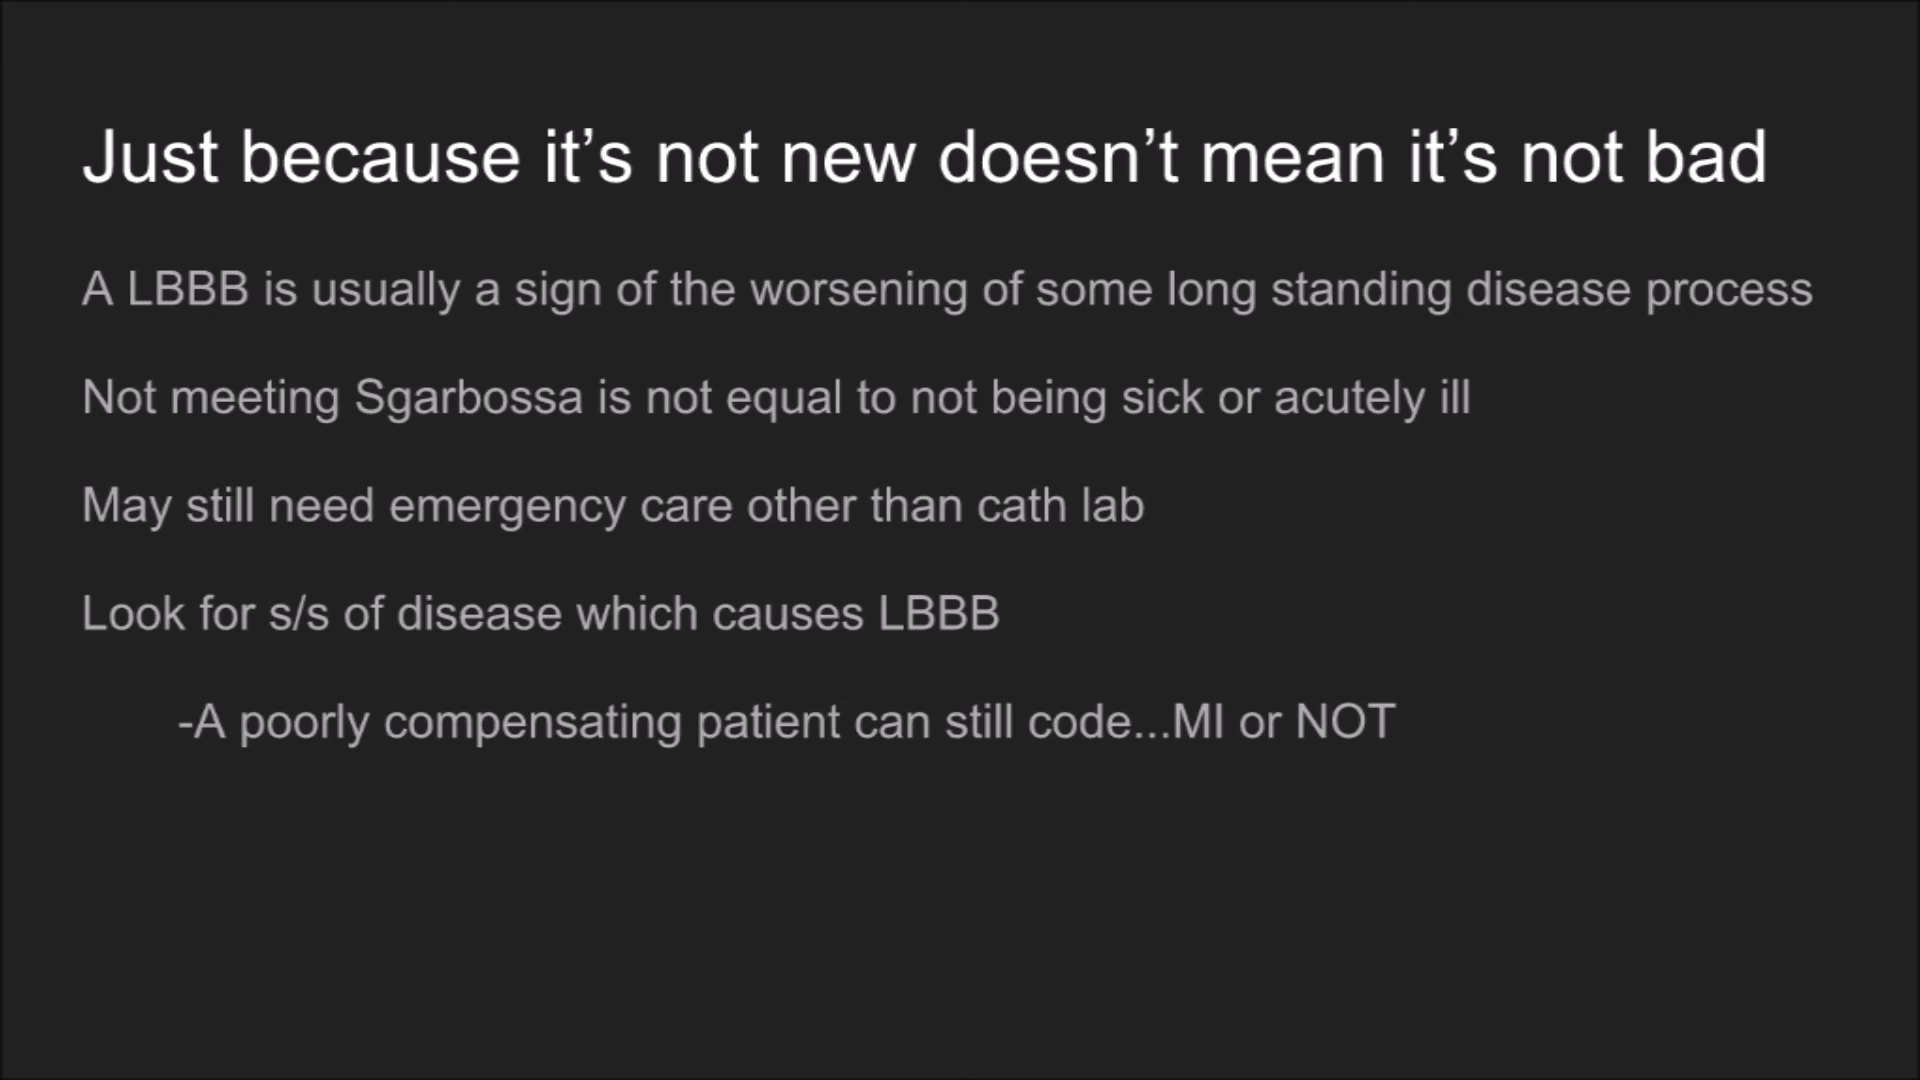 Just because it’s not new doesn’t mean it’s not bad
A LBBB is usually a sign of the worsening of some long standing disease process
Not meeting Sgarbossa is not equal to not being sick or acutely ill
May still need emergency care other than cath lab
Look for s/s of disease which causes LBBB
-A poorly compensating patient can still code...MI or NOT